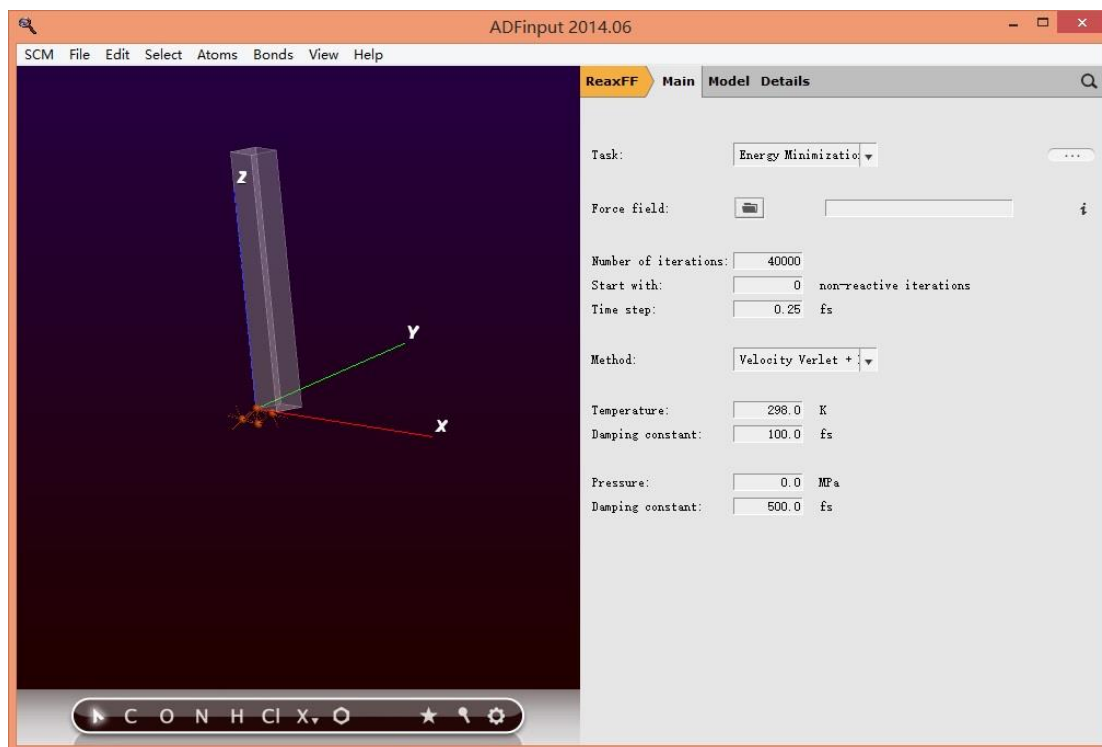 ADFinput 2014.06
SCM File Edit Select Atoms Bonds View Help
ReaxFF Main Model Details
Z
Y
X
Task: Energy Minimizatio
Force field: i
Number of iterations: 40000
Start with: 0 non-reactive iterations
Time step: 0.25 fs
Method: Velocity Verlet +
Temperature: 298.0 K
Damping constant: 100.0 fs
Pressure: 0.0 MPa
Damping constant: 500.0 fs
C O N H Cl X